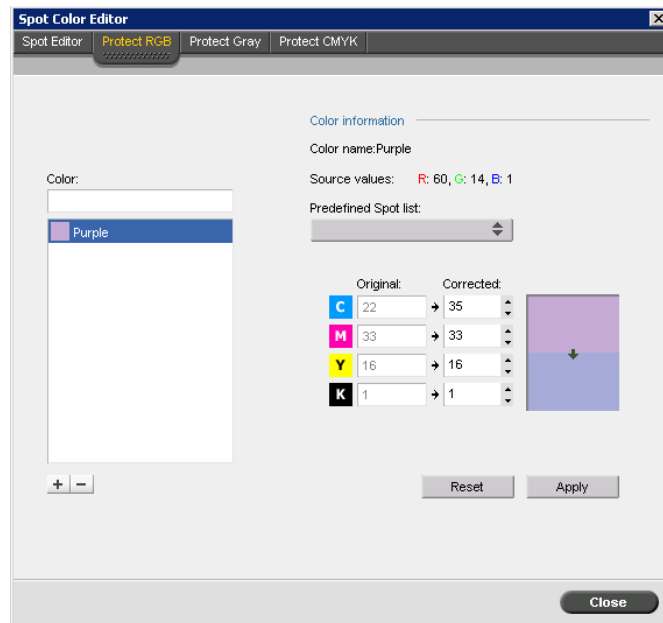 Spot Color Editor
Spot Editor Protect RGB Protect Gray Protect CMYK
Color information
Color name:Purple
Color:
Source values: R: 60, G: 14, B: 1
Predefined Spot list:
Purple
Original: Corrected:
C 22 35
M 33 33
Y 16 16
K 1 1
+ −
Reset Apply
Close